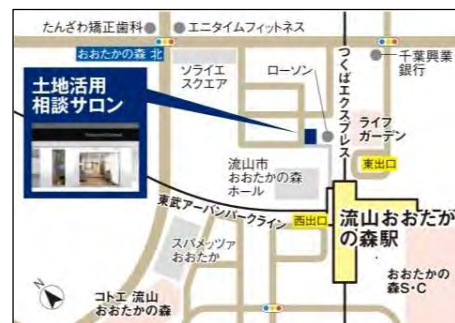 たんざわ矯正歯科
エニタイムフィットネス
おおたかの森 北
ソライエ
スクエア
ローソン
つくばエクスプレス
千葉興業
銀行
土地活用
相談サロン
ライフ
ガーデン
東出口
流山市
おおたかの森
ホール
東武アーバンパークライン
西出口
流山おおたか
の森駅
スパメッツァ
おおたか
おおたかの
森S・C
コトエ 流山
おおたかの森
N